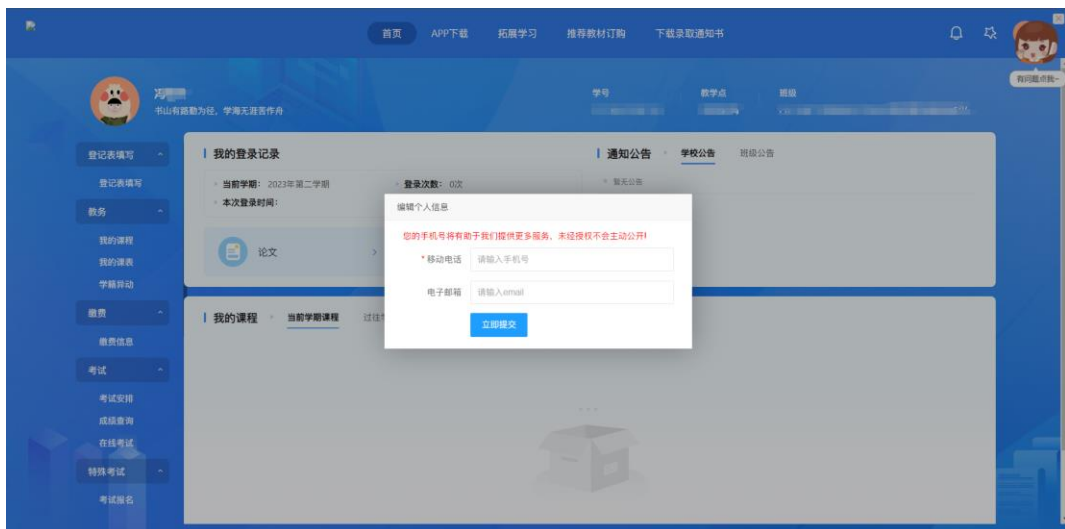 首页 APP下载 拓展学习 推荐教材订购 下载录取通知书
有问题点我~
书山有路勤为径，学海无涯苦作舟
学号 教学点 班级
登记表填写
登记表填写
教务
我的课程
我的课表
学籍异动
缴费
缴费信息
考试
考试安排
成绩查询
在线考试
特殊考试
考试报名
我的登录记录
当前学期： 2023年第二学期 登录次数： 0次
本次登录时间：
论文
通知公告 学校公告 班级公告
暂无公告
我的课程 当前学期课程 过往
编辑个人信息
您的手机号将有助于我们提供更多服务，未经授权不会主动公开!
*移动电话 请输入手机号
电子邮箱 请输入email
立即提交